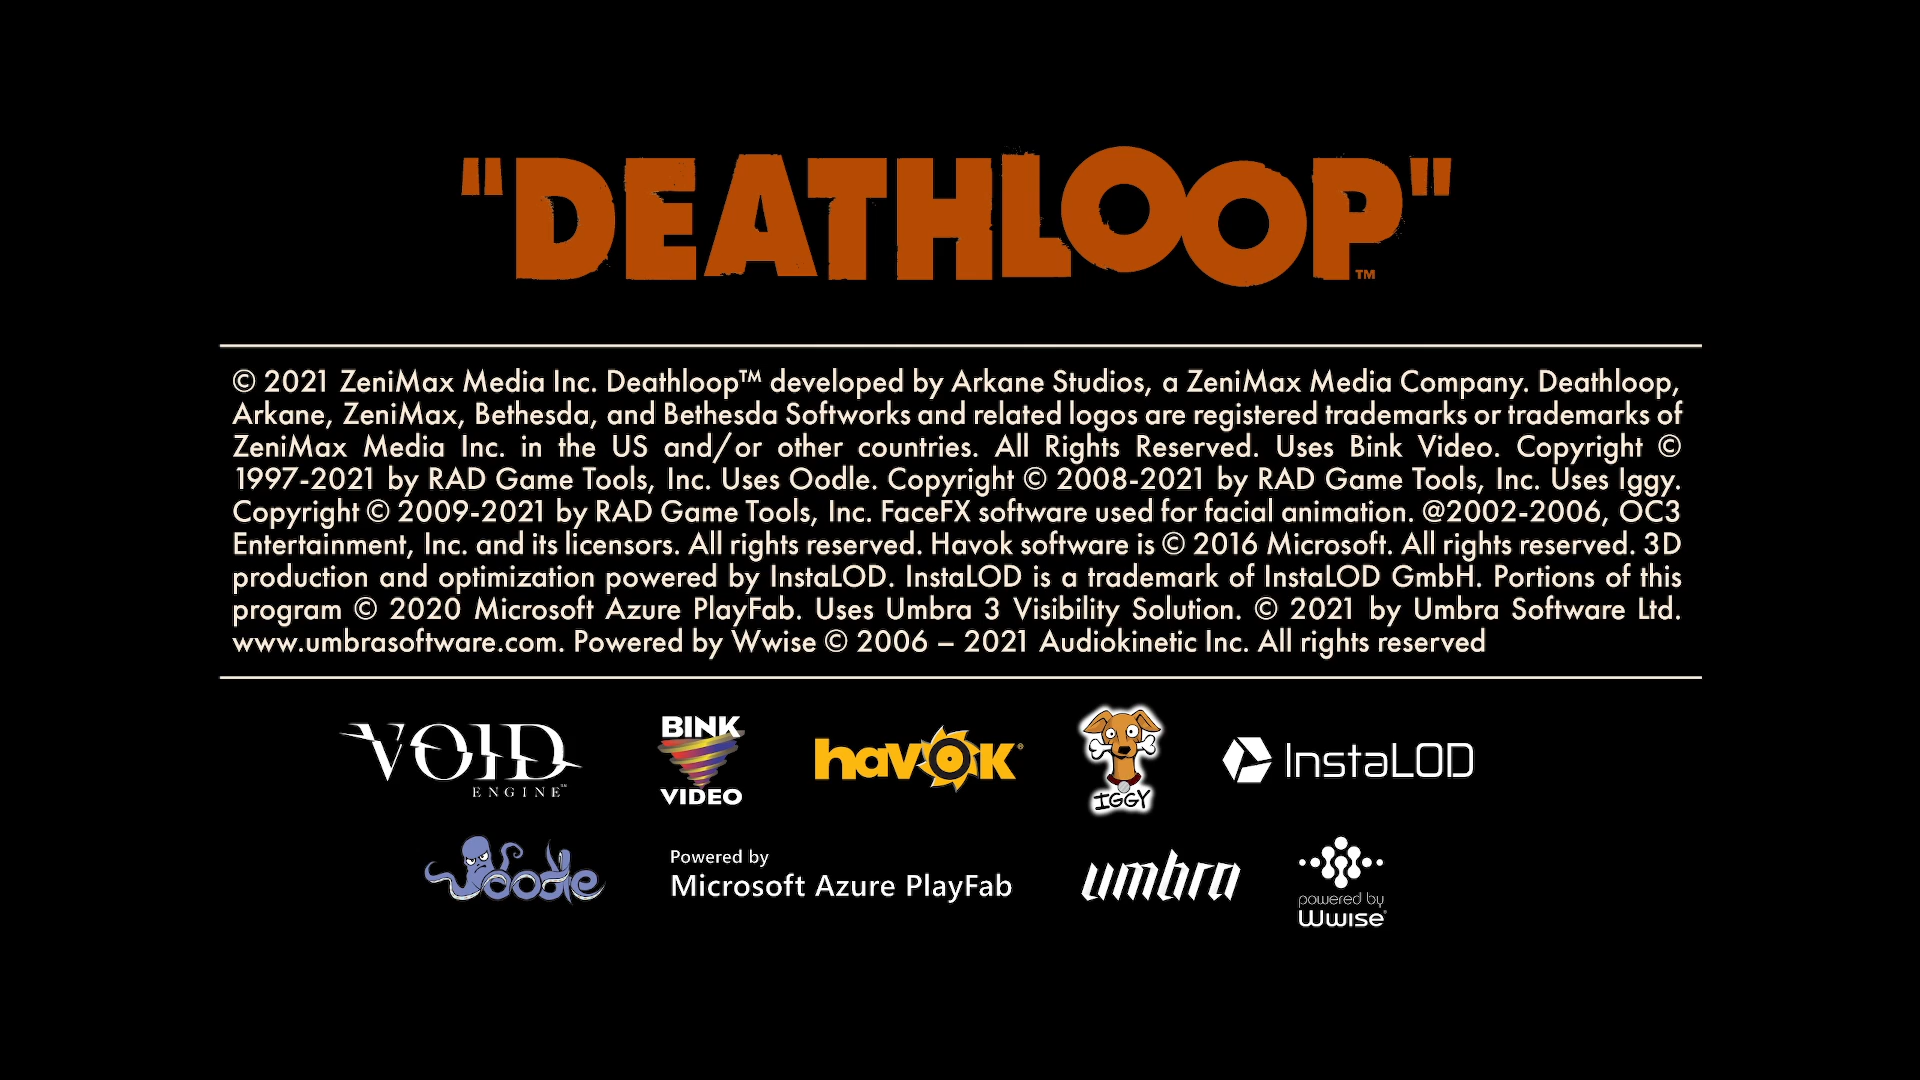 "DEATHLOOP"
TM
© 2021 ZeniMax Media Inc. Deathloop™ developed by Arkane Studios, a ZeniMax Media Company. Deathloop,
Arkane, ZeniMax, Bethesda, and Bethesda Softworks and related logos are registered trademarks or trademarks of
ZeniMax Media Inc. in the US and/or other countries. All Rights Reserved. Uses Bink Video. Copyright ©
1997-2021 by RAD Game Tools, Inc. Uses Oodle. Copyright © 2008-2021 by RAD Game Tools, Inc. Uses Iggy.
Copyright © 2009-2021 by RAD Game Tools, Inc. FaceFX software used for facial animation. @2002-2006, OC3
Entertainment, Inc. and its licensors. All rights reserved. Havok software is © 2016 Microsoft. All rights reserved. 3D
production and optimization powered by InstaLOD. InstaLOD is a trademark of InstaLOD GmbH. Portions of this
program © 2020 Microsoft Azure PlayFab. Uses Umbra 3 Visibility Solution. © 2021 by Umbra Software Ltd.
www.umbrasoftware.com. Powered by Wwise © 2006 – 2021 Audiokinetic Inc. All rights reserved
VOID
ENGINE™
BINK
VIDEO
havok®
IGGY
InstaLOD
oodle
Powered by
Microsoft Azure PlayFab
umbra
powered by
Wwise®